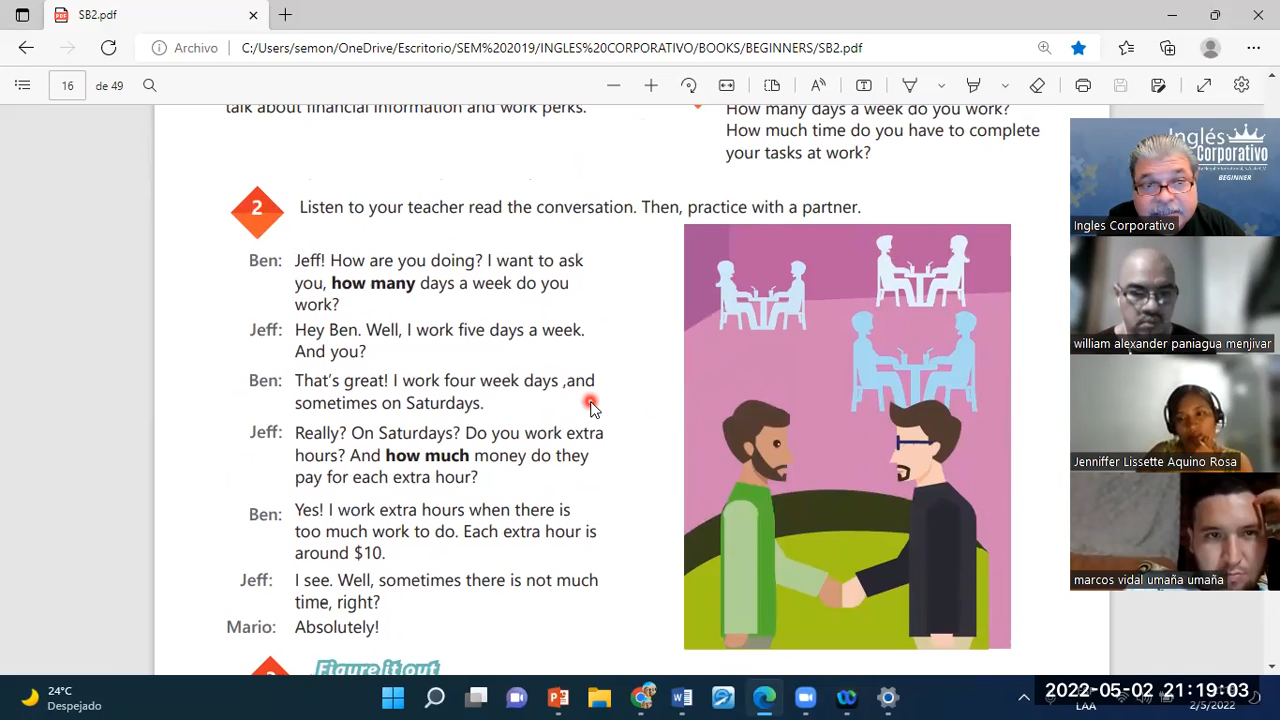 SB2.pdf
Archivo
C:/Users/semon/OneDrive/Escritorio/SEM%202019/INGLES%20CORPORATIVO/BOOKS/BEGINNERS/SB2.pdf
16
de 49
talk about financial information and work perks.
How many days a week do you work?
How much time do you have to complete
your tasks at work?
2
Listen to your teacher read the conversation. Then, practice with a partner.
Ben: Jeff! How are you doing? I want to ask
you, how many days a week do you
work?
Jeff: Hey Ben. Well, I work five days a week.
And you?
Ben: That's great! I work four week days ,and
sometimes on Saturdays.
Jeff: Really? On Saturdays? Do you work extra
hours? And how much money do they
pay for each extra hour?
Ben: Yes! I work extra hours when there is
too much work to do. Each extra hour is
around $10.
Jeff: I see. Well, sometimes there is not much
time, right?
Mario: Absolutely!
Figure it out
Inglés
Corporativo
BEGINNER
Ingles Corporativo
william alexander paniagua menjivar
Jenniffer Lissette Aquino Rosa
marcos vidal umaña umaña
24°C
Despejado
LAA
2022-05-02 21:19:03
2/5/2022